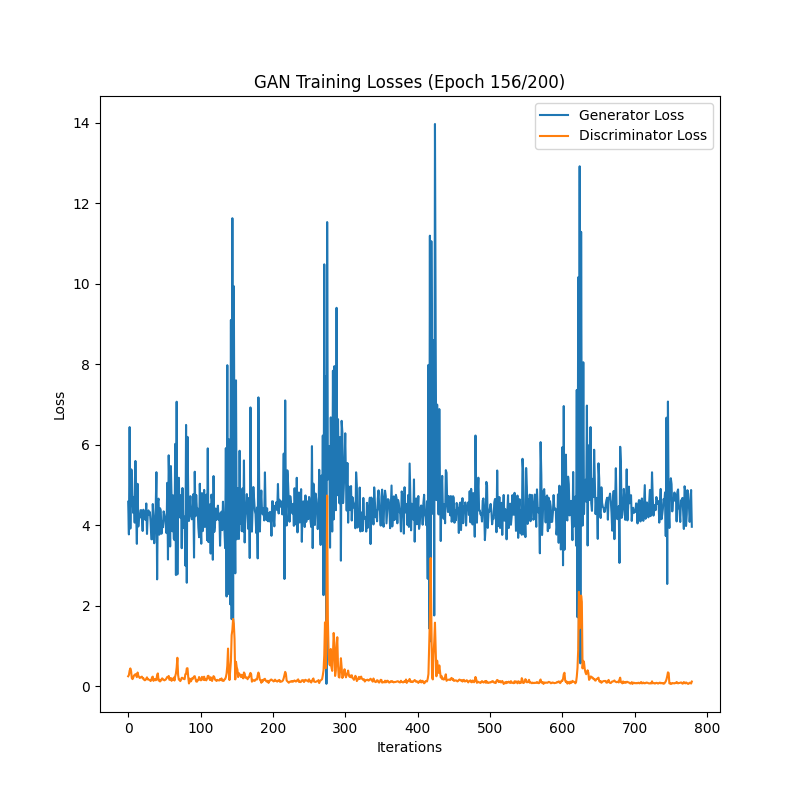 GAN Training Losses (Epoch 156/200)
Generator Loss
Discriminator Loss
14
12
10
8
6
4
2
0
Loss
0 100 200 300 400 500 600 700 800
Iterations